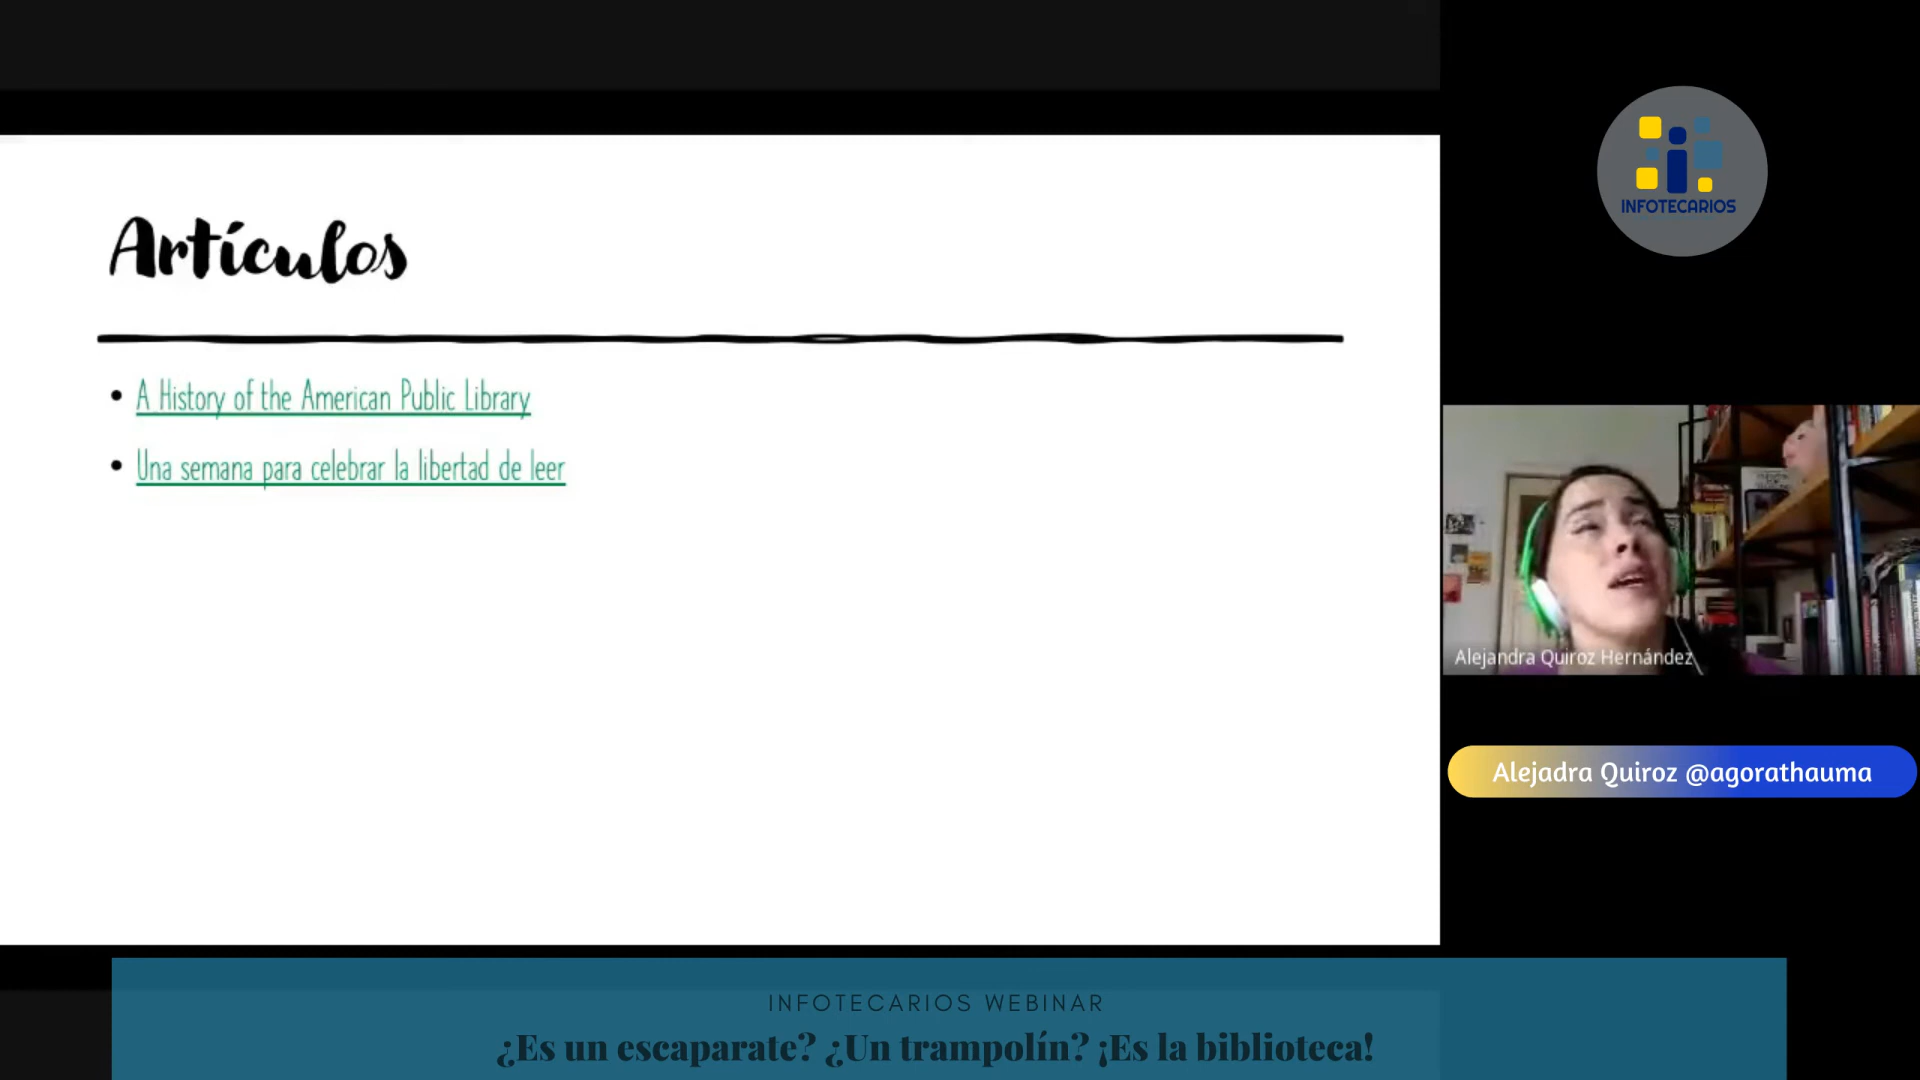 Artículos
• A History of the American Public Library
• Una semana para celebrar la libertad de leer
INFOTECARIOS
Alejandra Quiroz Hernández
Alejadra Quiroz @agorathauma
INFOTECARIOS WEBINAR
¿Es un escaparate? ¿Un trampolín? ¡Es la biblioteca!